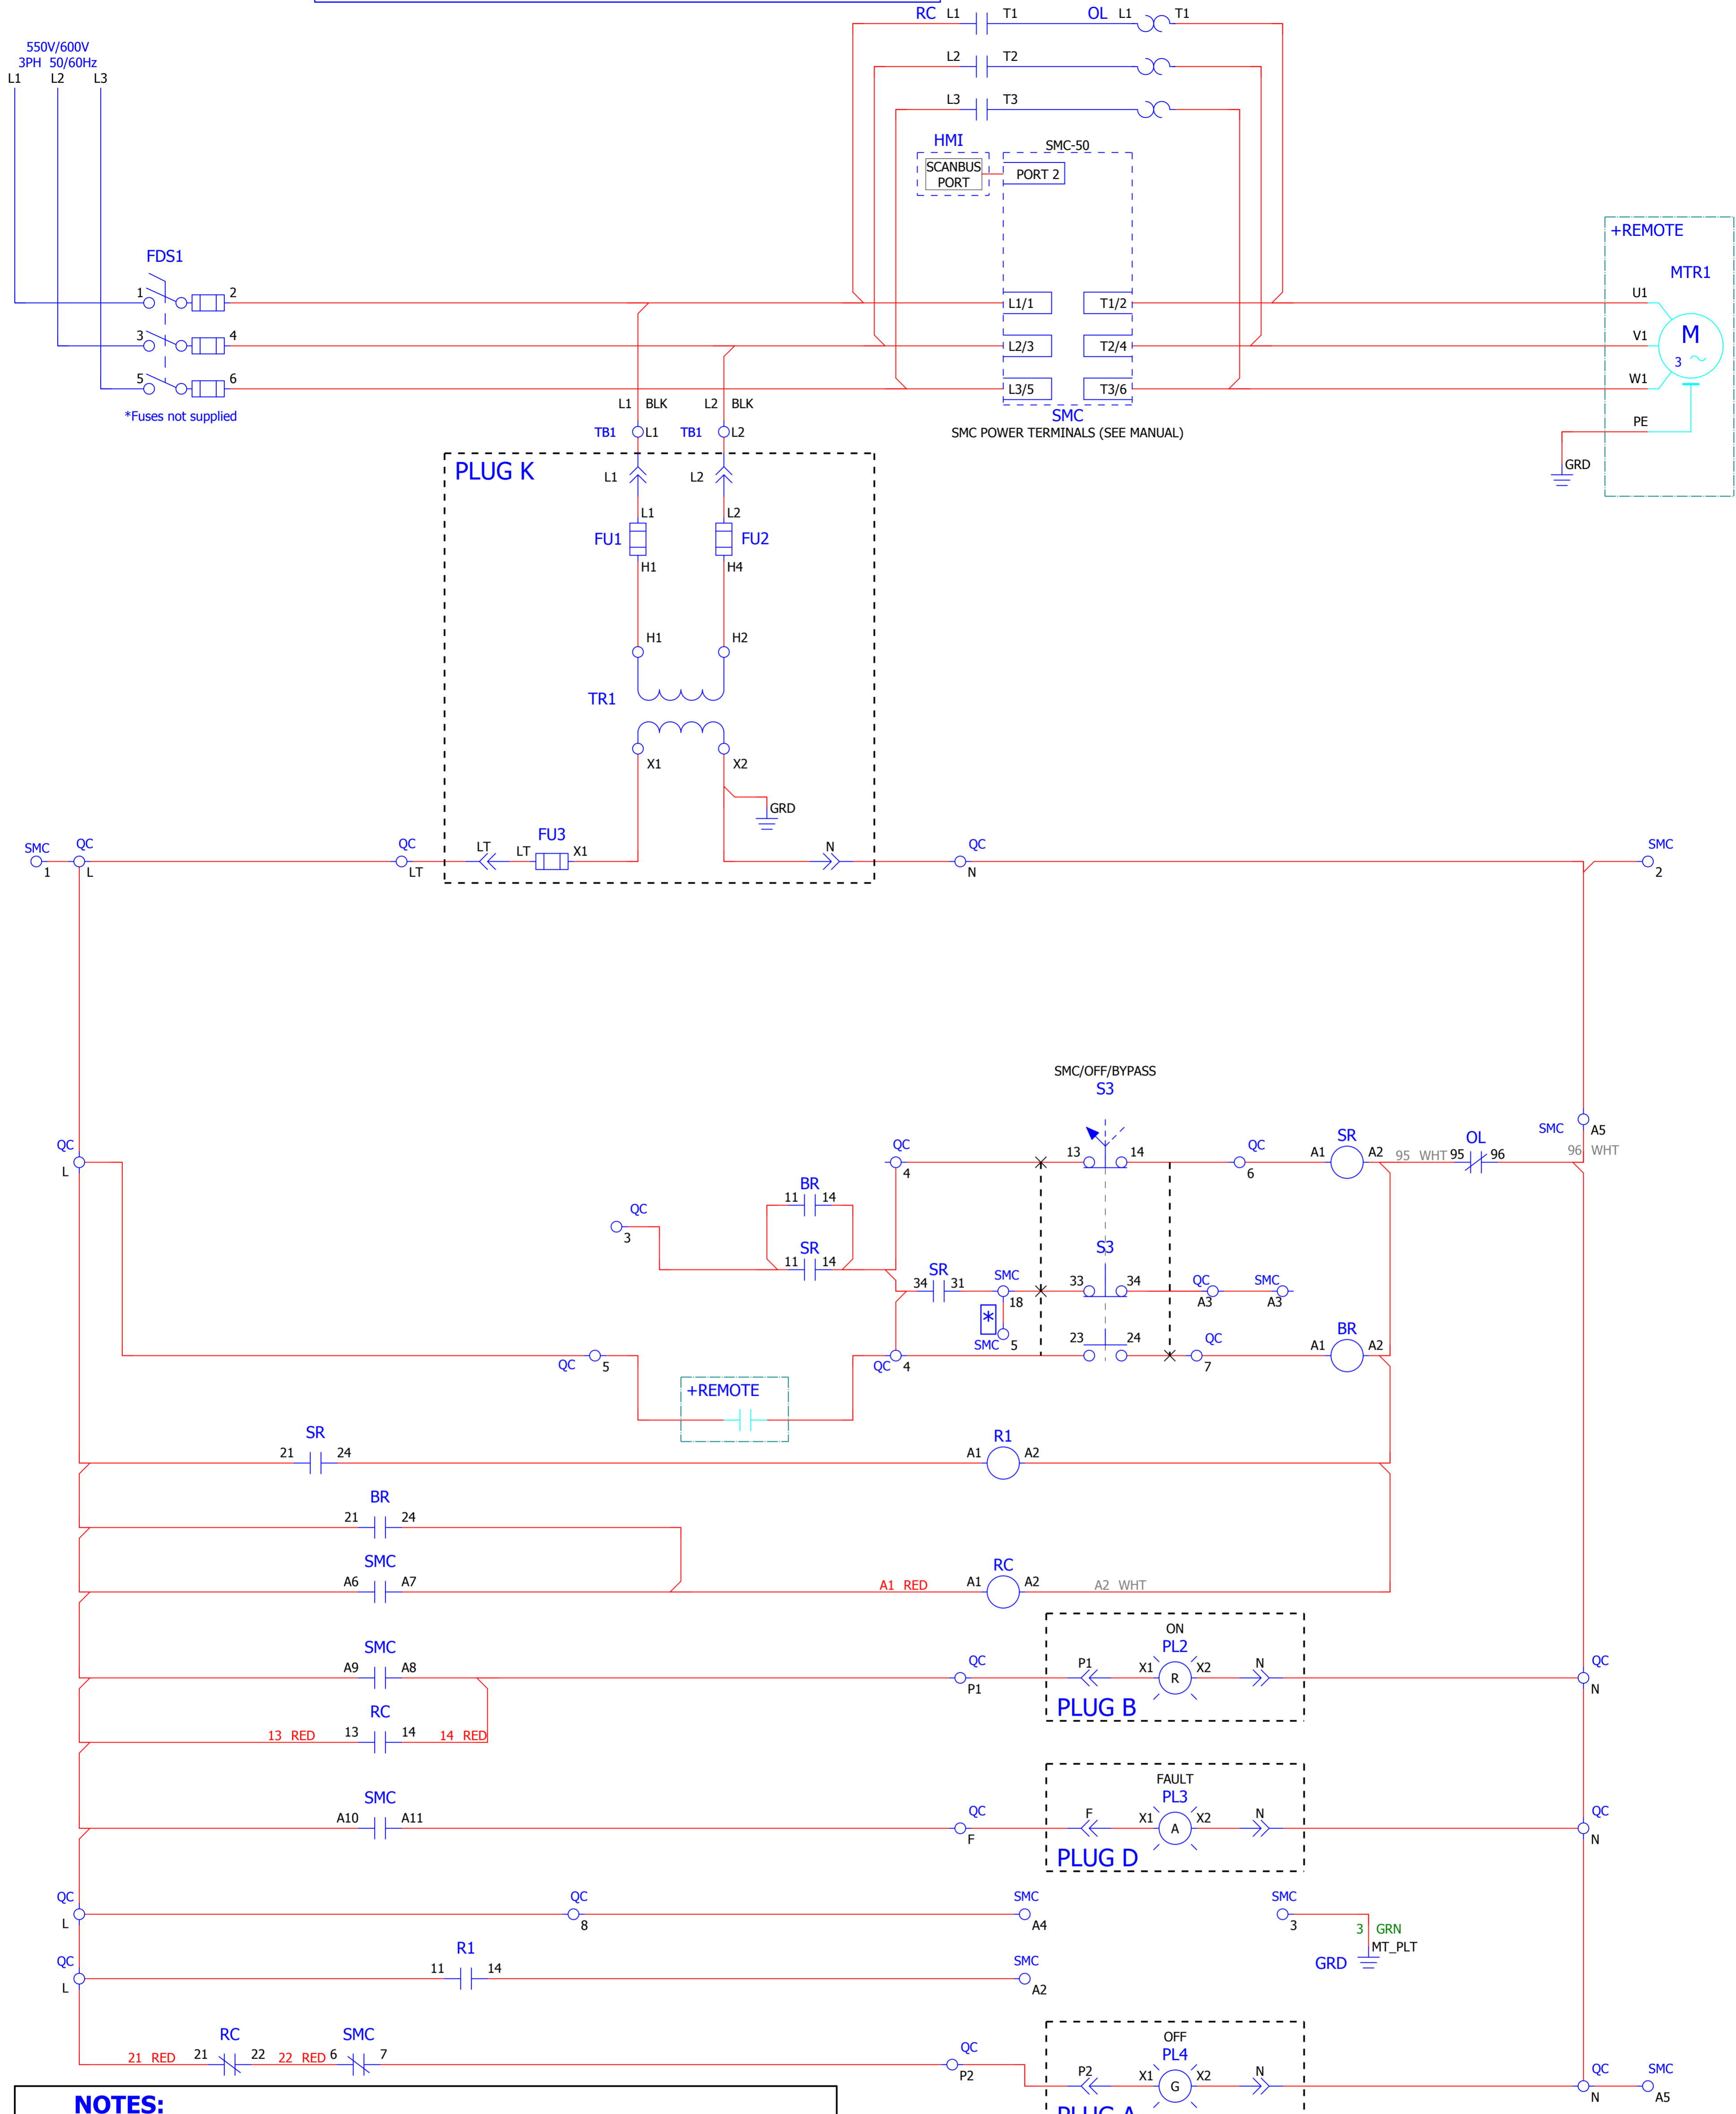 RC L1 T1 OL L1 T1
550V/600V
3PH 50/60Hz
L1 L2 L3
L2 T2
L3 T3
HMI
SMC-50
SCANBUS
PORT
PORT 2
+REMOTE
MTR1
FDS1
1 2
L1/1 T1/2
U1
3 4
L2/3 T2/4
V1
M
3
5 6
L3/5 T3/6
W1
*Fuses not supplied
L1 BLK L2 BLK
SMC
SMC POWER TERMINALS (SEE MANUAL)
PE
TB1 L1 TB1 L2
GRD
PLUG K
L1 L2
L1 L2
FU1 FU2
H1 H4
H1 H2
TR1
X1 X2
GRD
SMC QC QC
FU3
LT LT X1 N
QC SMC
1 L LT
N 2
SMC/OFF/BYPASS
S3
SMC A5
QC
L
QC
4
13 14
QC
6
SR
A1 A2
95 WHT 95 96
OL
96 WHT
BR
11 14
QC
3
SR
11 14
S3
SR
34 31
SMC
18
33 34
QC
A3
SMC
A3
*
SMC 5
23 24
QC
7
BR
A1 A2
QC 5
QC 4
+REMOTE
SR
21 24
R1
A1 A2
BR
21 24
SMC
A6 A7
A1 RED
RC
A1 A2
A2 WHT
ON
SMC
A9 A8
QC
P1
P1 X1 PL2 X2 N
R
QC
N
PLUG B
RC
13 RED 13 14 14 RED
FAULT
SMC
A10 A11
QC
F
F X1 PL3 X2 N
A
QC
N
PLUG D
QC
L
QC
8
SMC
A4
SMC
3
3 GRN
MT_PLT
GRD
QC
L
R1
11 14
SMC
A2
OFF
RC SMC
21 RED 21 22 22 RED 6 7
QC
P2
P2 X1 PL4 X2 N
G
QC
N
SMC
A5
NOTES:
PLUG A